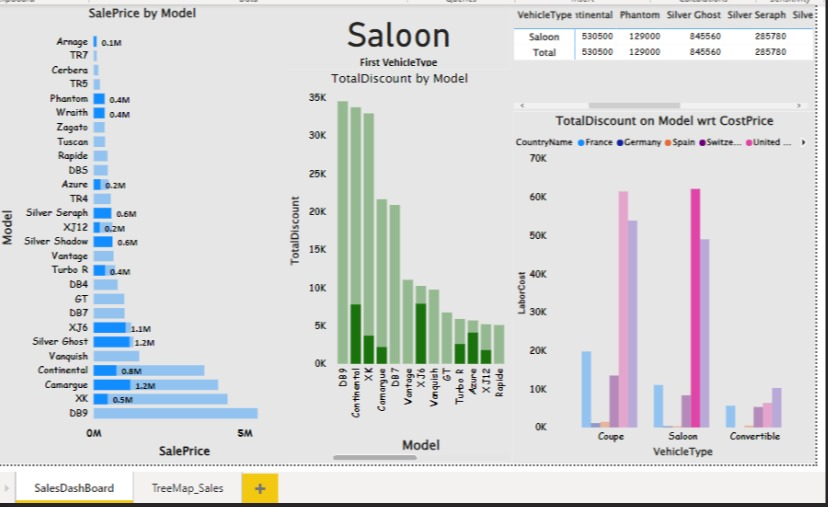 SalePrice by Model
Model
Arnage 0.1M
TR7
Cerbera
TR5
Phantom 0.4M
Wraith 0.4M
Zagato
Tuscan
Rapide
DB5
Azure 0.2M
TR4
Silver Seraph 0.6M
XJ12 0.2M
Silver Shadow 0.6M
Vantage
Turbo R 0.4M
DB4
GT
DB7
XJ6 1.1M
Silver Ghost 1.2M
Vanquish
Continental 0.8M
Camargue 1.2M
XK 0.5M
DB9
0M 5M
SalePrice
Saloon
First VehicleType
TotalDiscount by Model
TotalDiscount
35K
30K
25K
20K
15K
10K
5K
0K
DB9 Continental XK Camargue DB7 Vantage XJ6 Vanquish GT Turbo R Azure XJ12 Rapide
Model
VehicleType tinental Phantom Silver Ghost Silver Seraph Silve
Saloon 530500 129000 845560 285780
Total 530500 129000 845560 285780
TotalDiscount on Model wrt CostPrice
CountryName France Germany Spain Switze... United ...
LaborCost
70K
60K
50K
40K
30K
20K
10K
0K
Coupe Saloon Convertible
VehicleType
SalesDashBoard TreeMap_Sales +